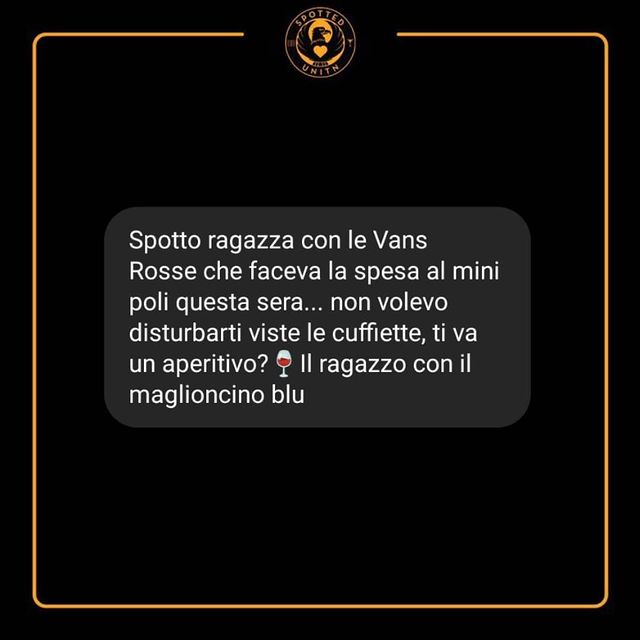 SPOTTED
UNITN
Spotto ragazza con le Vans
Rosse che faceva la spesa al mini
poli questa sera... non volevo
disturbarti viste le cuffiette, ti va
un aperitivo?🍷Il ragazzo con il
maglioncino blu